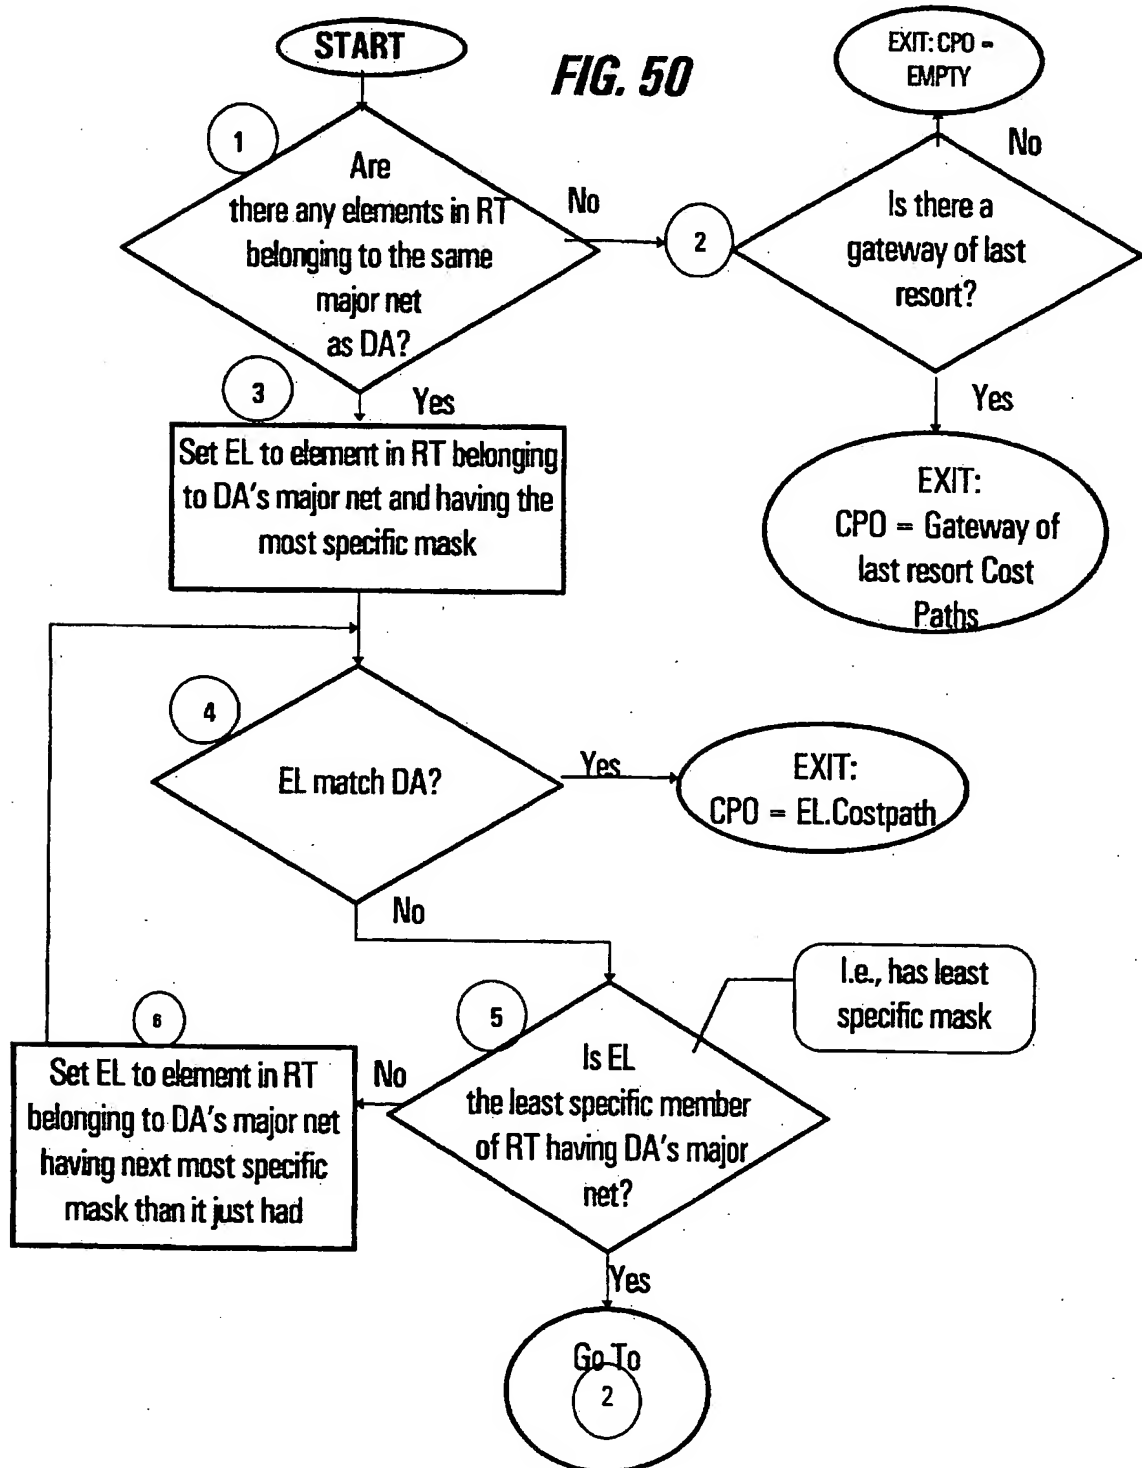 START
FIG. 50
EXIT: CPO =
EMPTY
1
Are
there any elements in RT
belonging to the same
major net
as DA?
No
2
No
Is there a
gateway of last
resort?
3
Yes
Yes
Set EL to element in RT belonging
to DA's major net and having the
most specific mask
EXIT:
CPO = Gateway of
last resort Cost
Paths
4
EL match DA?
Yes
EXIT:
CPO = EL.Costpath
No
I.e., has least
specific mask
5
Is EL
the least specific member
of RT having DA's major
net?
6
No
Set EL to element in RT
belonging to DA's major net
having next most specific
mask than it just had
Yes
Go To
2